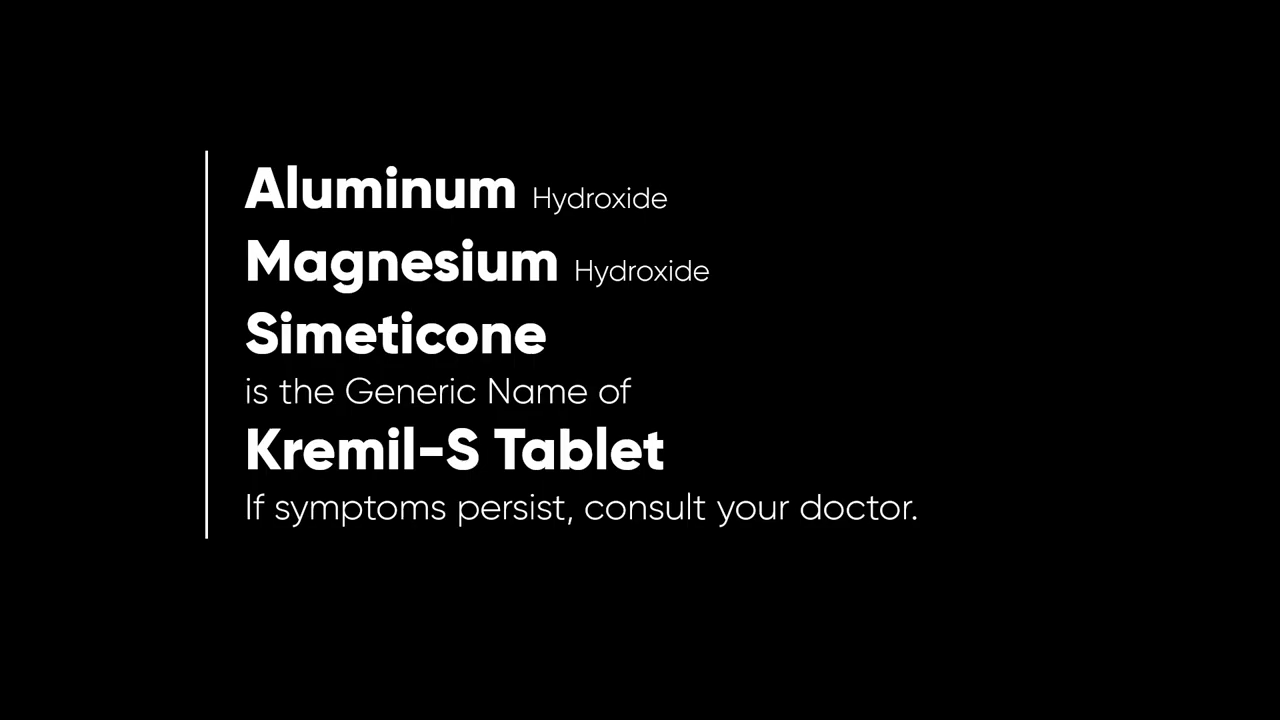 Aluminum Hydroxide
Magnesium Hydroxide
Simeticone
is the Generic Name of
Kremil-S Tablet
If symptoms persist, consult your doctor.